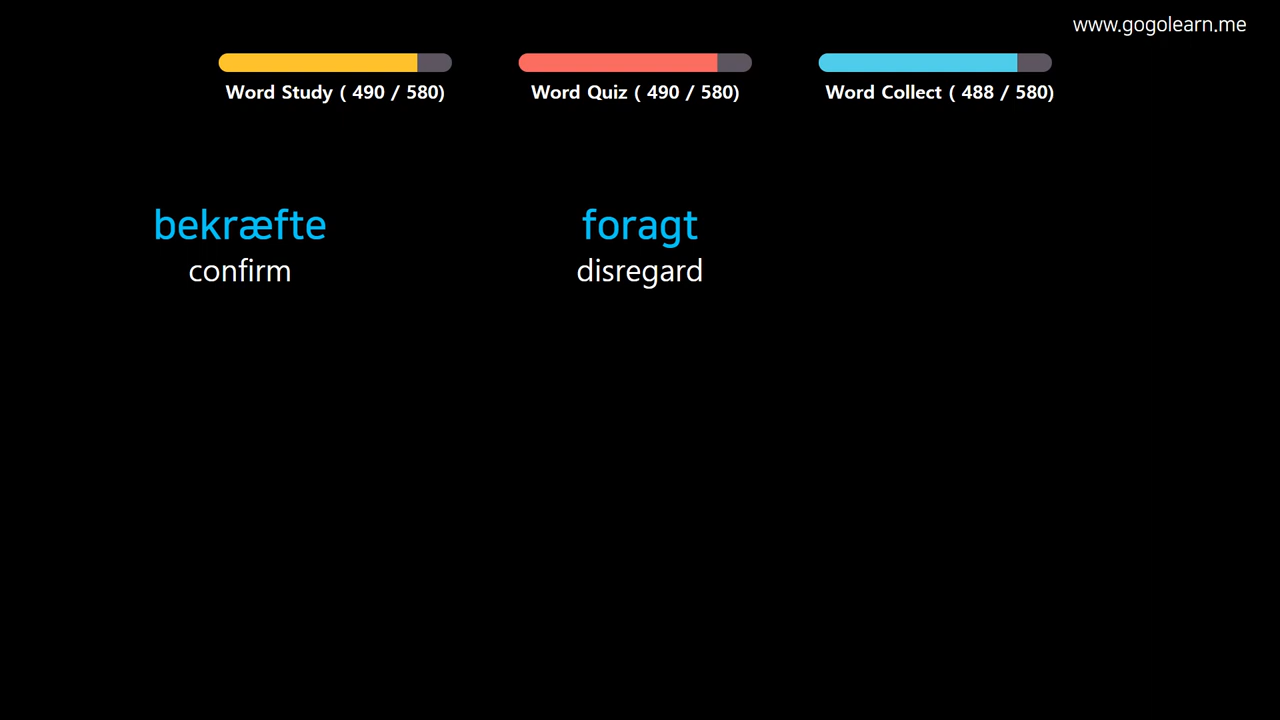 www.gogolearn.me
Word Study ( 490 / 580)
Word Quiz ( 490 / 580)
Word Collect ( 488 / 580)
bekræfte
confirm
foragt
disregard